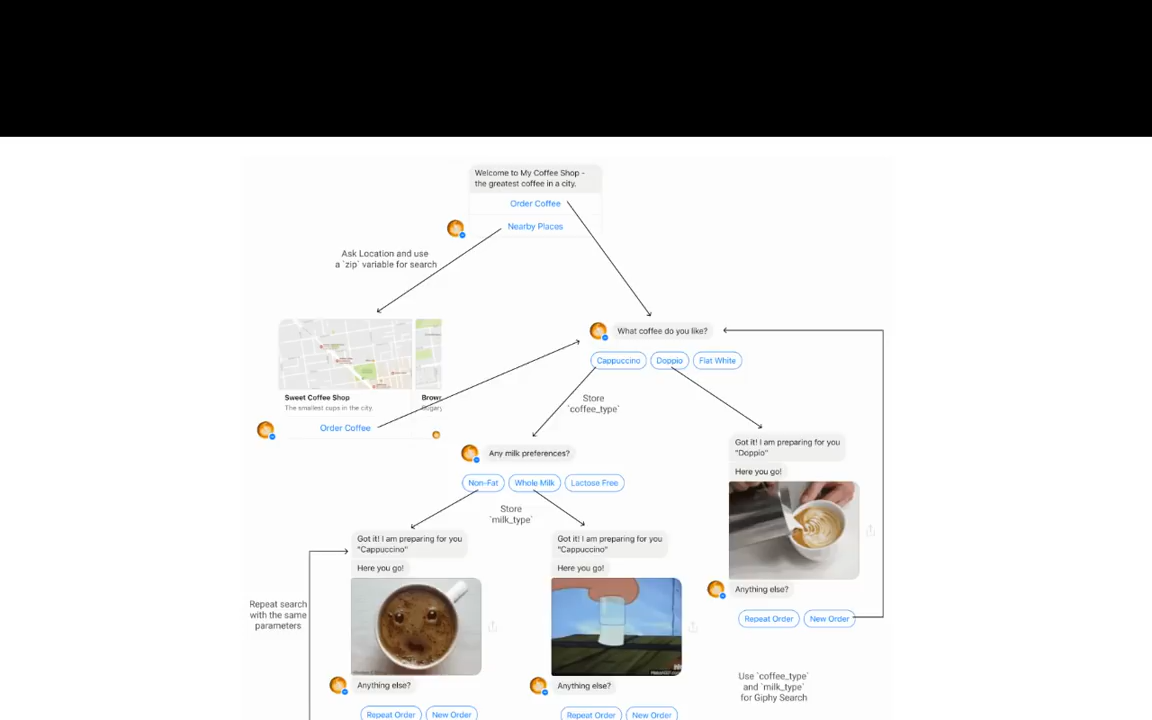 Welcome to My Coffee Shop -
the greatest coffee in a city.
Order Coffee
Nearby Places
Ask Location and use
a `zip` variable for search
What coffee do you like?
Cappuccino
Doppio
Flat White
Sweet Coffee Shop
The smallest cups in the city.
Order Coffee
Store
`coffee_type`
Any milk preferences?
Non-Fat
Whole Milk
Lactose Free
Store
`milk_type`
Got it! I am preparing for you
"Doppio"
Here you go!
Anything else?
Repeat Order
New Order
Got it! I am preparing for you
"Cappuccino"
Here you go!
Anything else?
Repeat Order
New Order
Got it! I am preparing for you
"Cappuccino"
Here you go!
Anything else?
Repeat Order
New Order
Repeat search
with the same
parameters
Use `coffee_type`
and `milk_type`
for Giphy Search